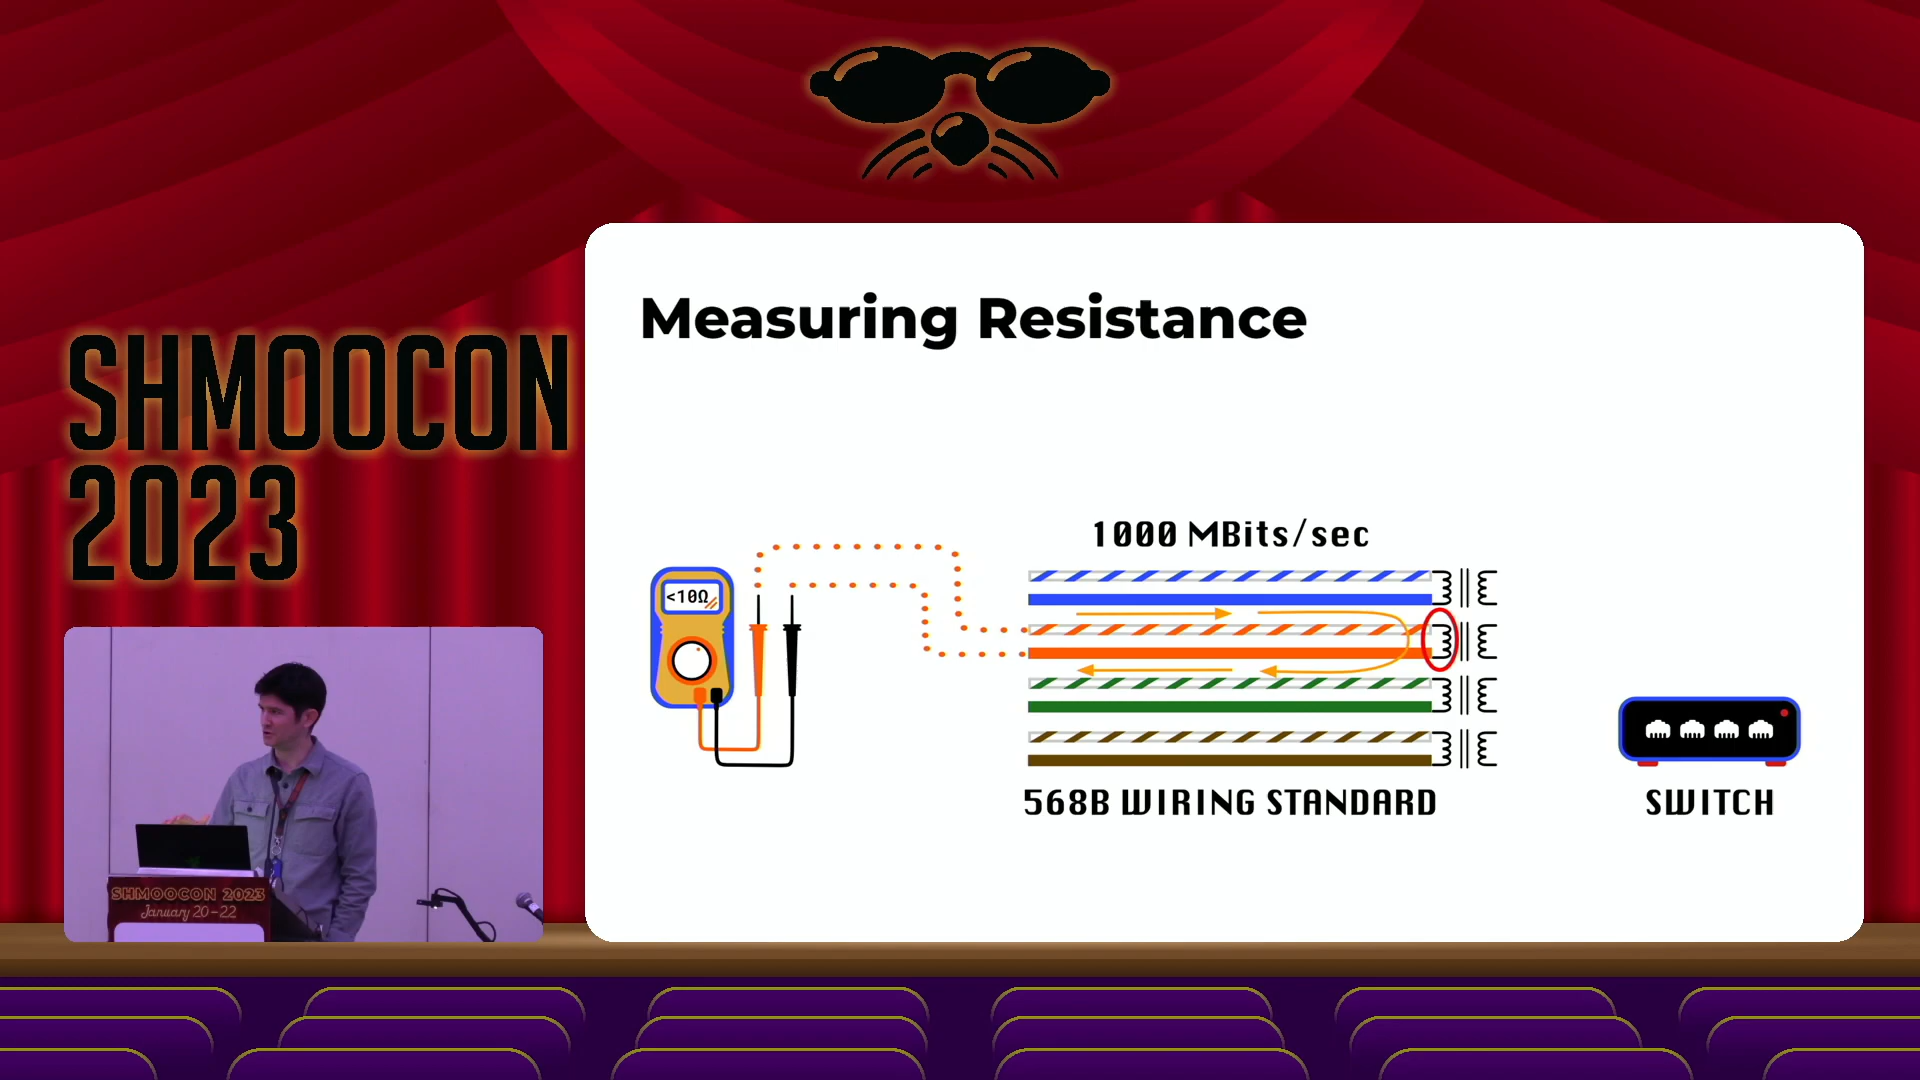 SHMOOCON
2023
Measuring Resistance
1000 MBits/sec
<10Ω
568B WIRING STANDARD
SWITCH
SHMOOCON 2023
January 20-22